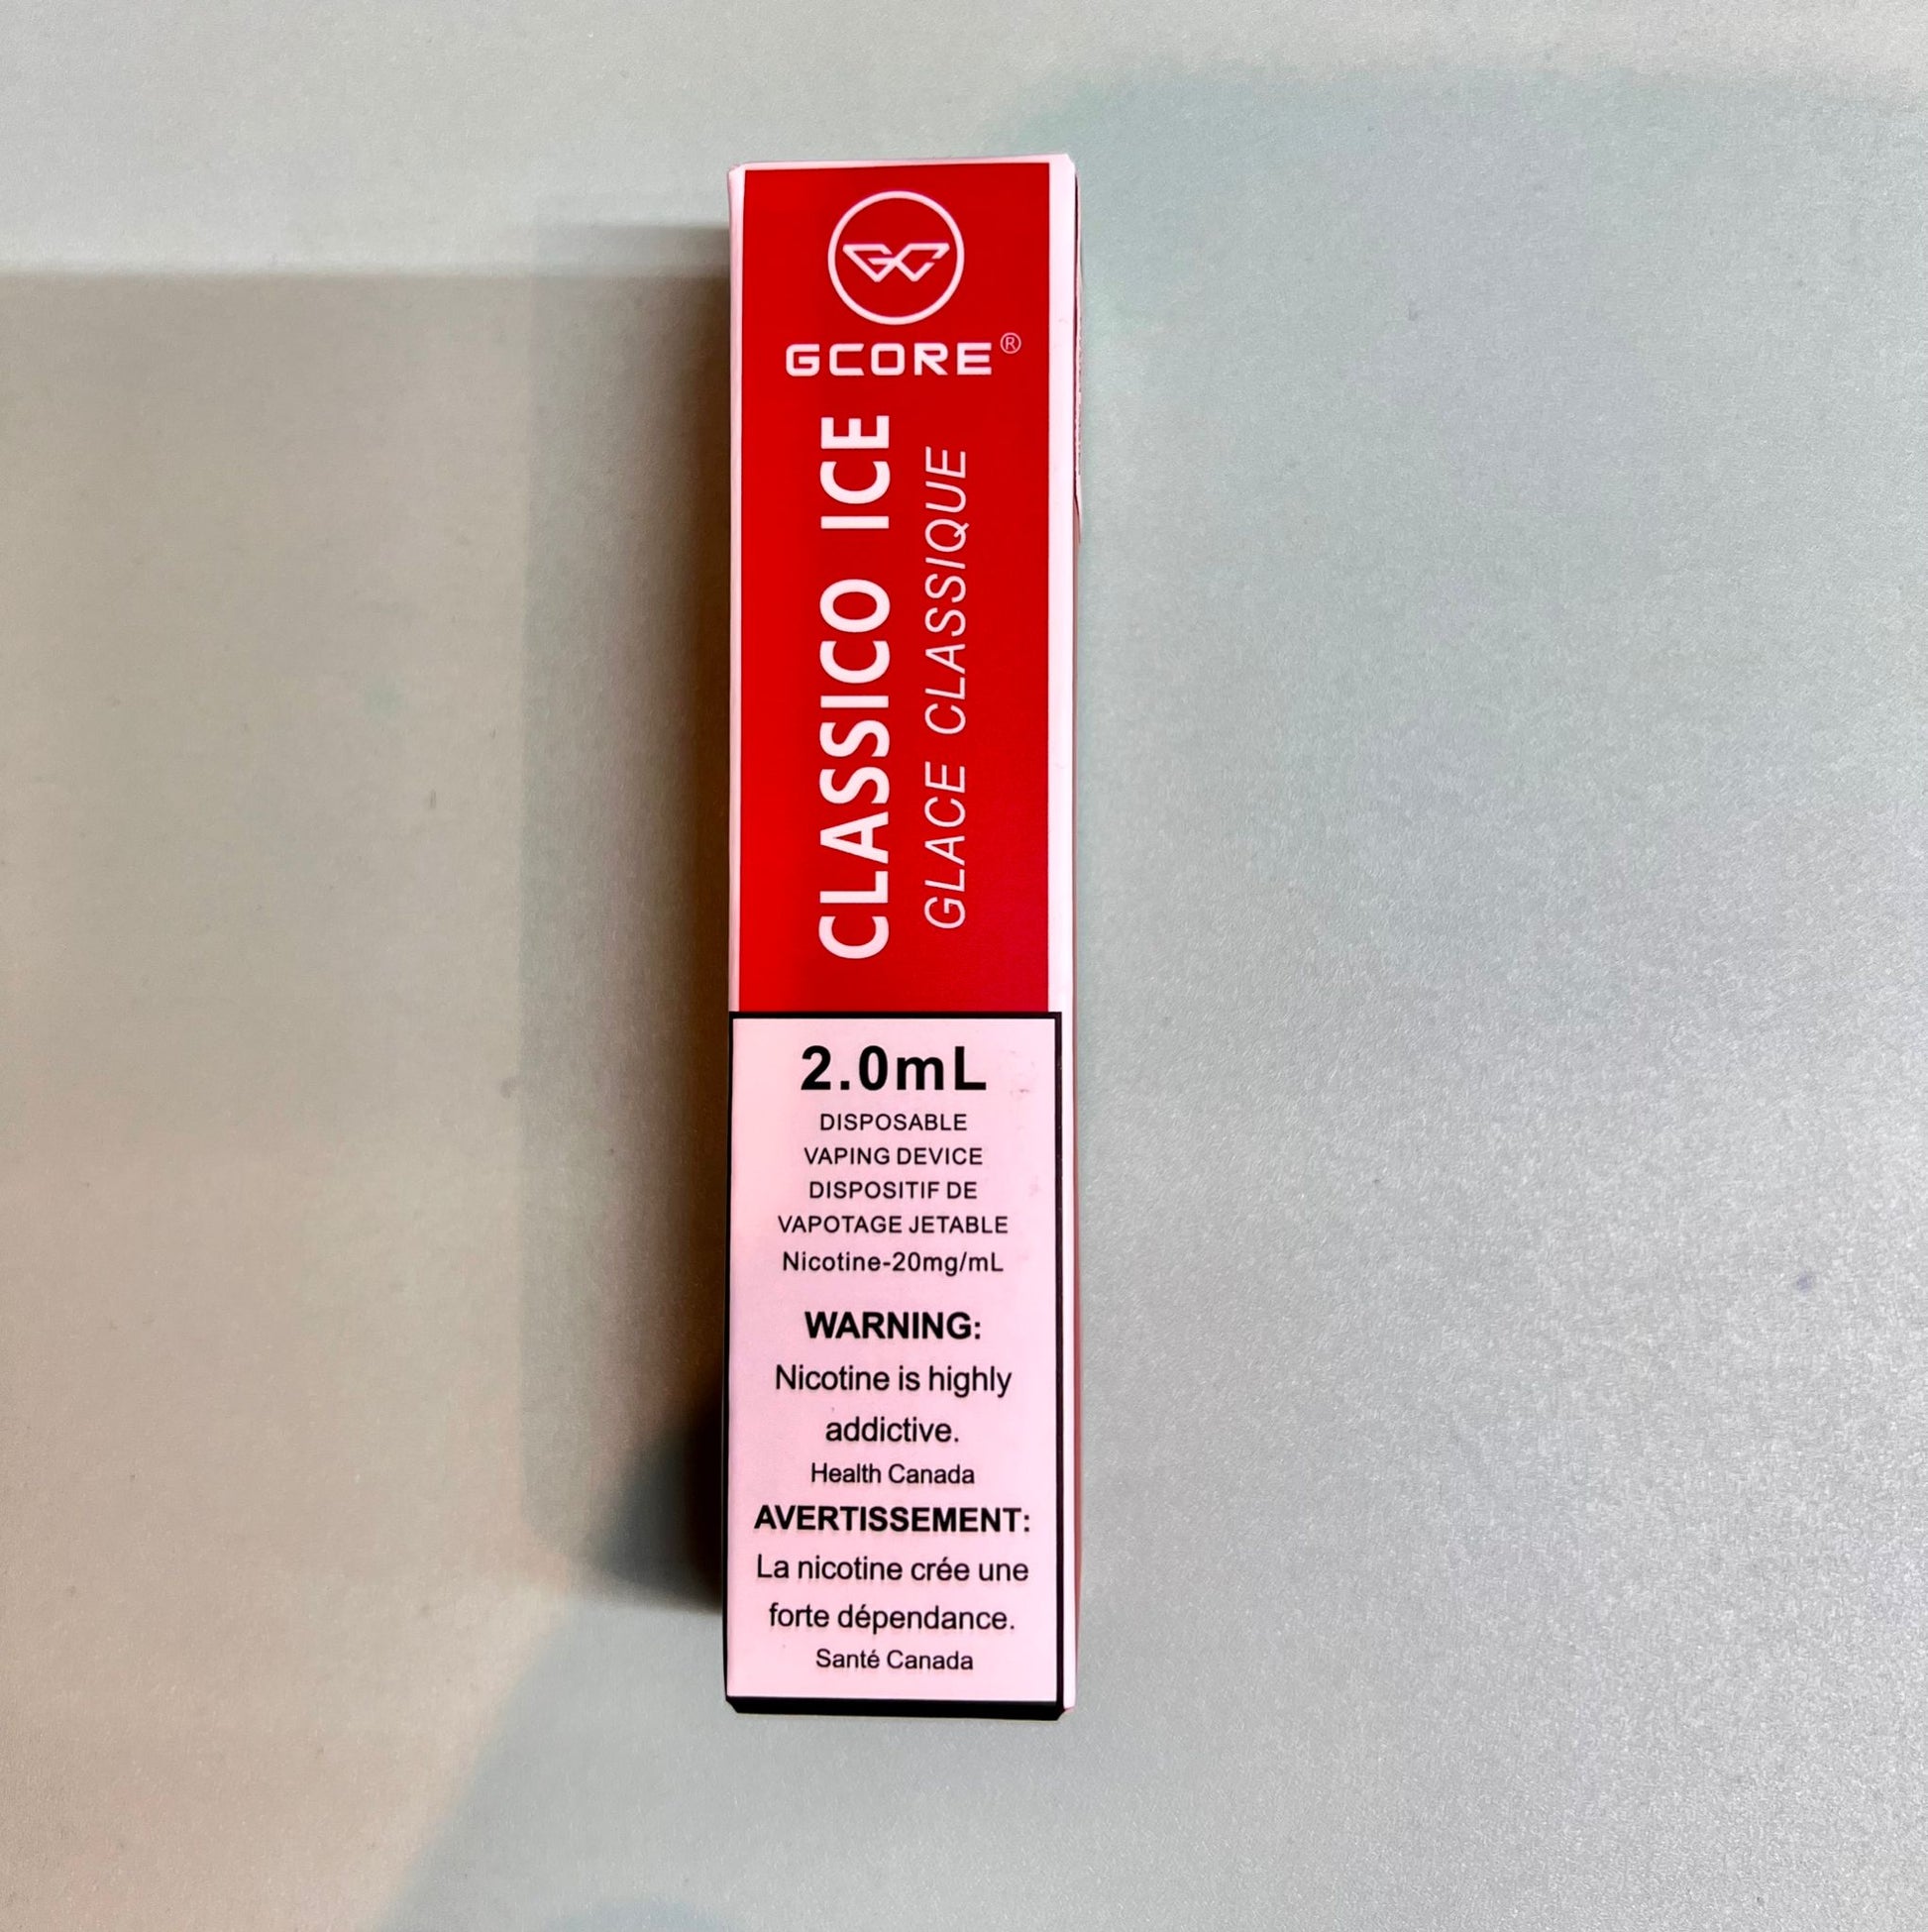 GCORE®
CLASSICO ICE
GLACE CLASSIQUE
2.0mL
DISPOSABLE
VAPING DEVICE
DISPOSITIF DE
VAPOTAGE JETABLE
Nicotine-20mg/mL
WARNING:
Nicotine is highly
addictive.
Health Canada
AVERTISSEMENT:
La nicotine crée une
forte dépendance.
Santé Canada